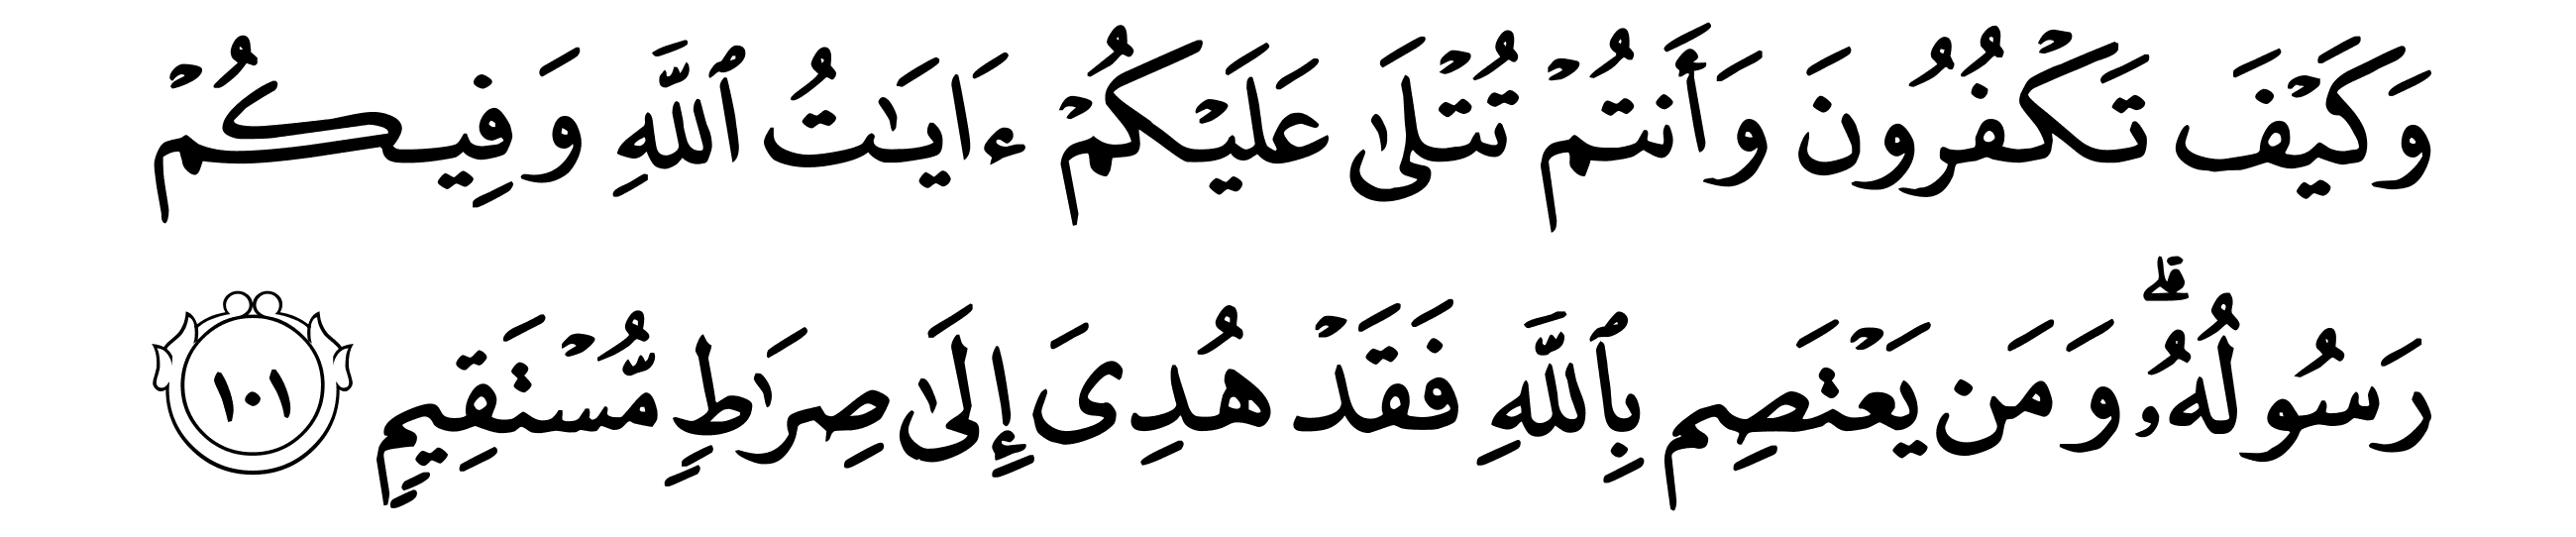 وَكَيْفَ تَكْفُرُونَ وَأَنتُمْ تُتْلَىٰ عَلَيْكُمْ ءَايَـٰتُ ٱللَّهِ وَفِيكُمْ
رَسُولُهُۥ ۗ وَمَن يَعْتَصِم بِٱللَّهِ فَقَدْ هُدِىَ إِلَىٰ صِرَٰطٍ مُّسْتَقِيمٍ ١٠١